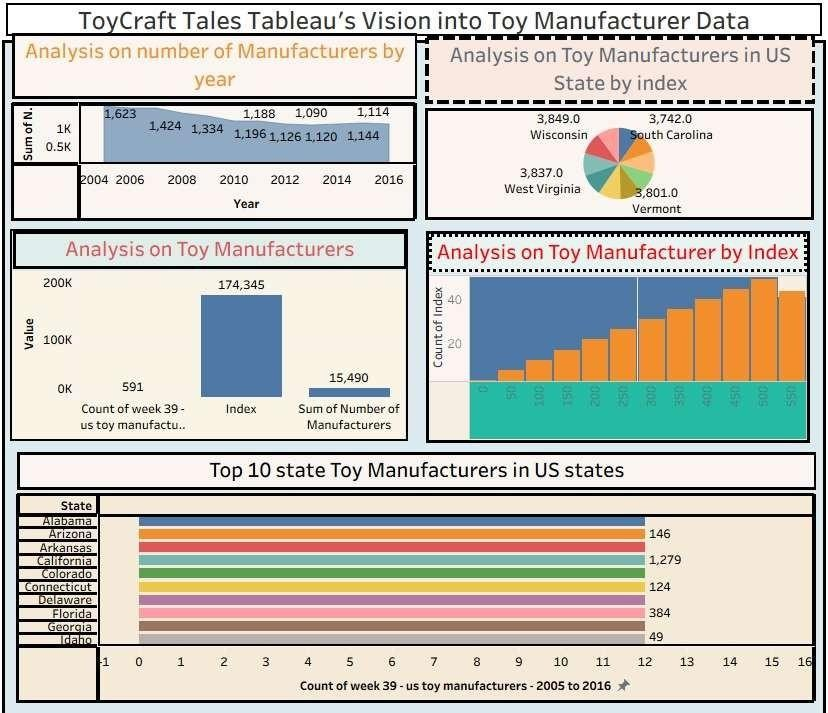 ToyCraft Tales Tableau's Vision into Toy Manufacturer Data
Analysis on number of Manufacturers by
year
Sum of N.
1K
0.5K
1,623
1,424
1,334
1,188
1,196
1,126
1,090
1,120
1,144
1,114
2004 2006 2008 2010 2012 2014 2016
Year
Analysis on Toy Manufacturers in US
State by index
3,849.0
Wisconsin
3,742.0
South Carolina
3,837.0
West Virginia
3,801.0
Vermont
Analysis on Toy Manufacturers
Value
200K
100K
0K
591
174,345
15,490
Count of week 39 -
us toy manufactu..
Index
Sum of Number of
Manufacturers
Analysis on Toy Manufacturer by Index
Count of Index
40
20
0 50 100 150 200 250 300 350 400 450 500 550
Top 10 state Toy Manufacturers in US states
State
Alabama
Arizona 146
Arkansas
California 1,279
Colorado
Connecticut 124
Delaware
Florida 384
Georgia
Idaho 49
-1 0 1 2 3 4 5 6 7 8 9 10 11 12 13 14 15 16
Count of week 39 - us toy manufacturers - 2005 to 2016